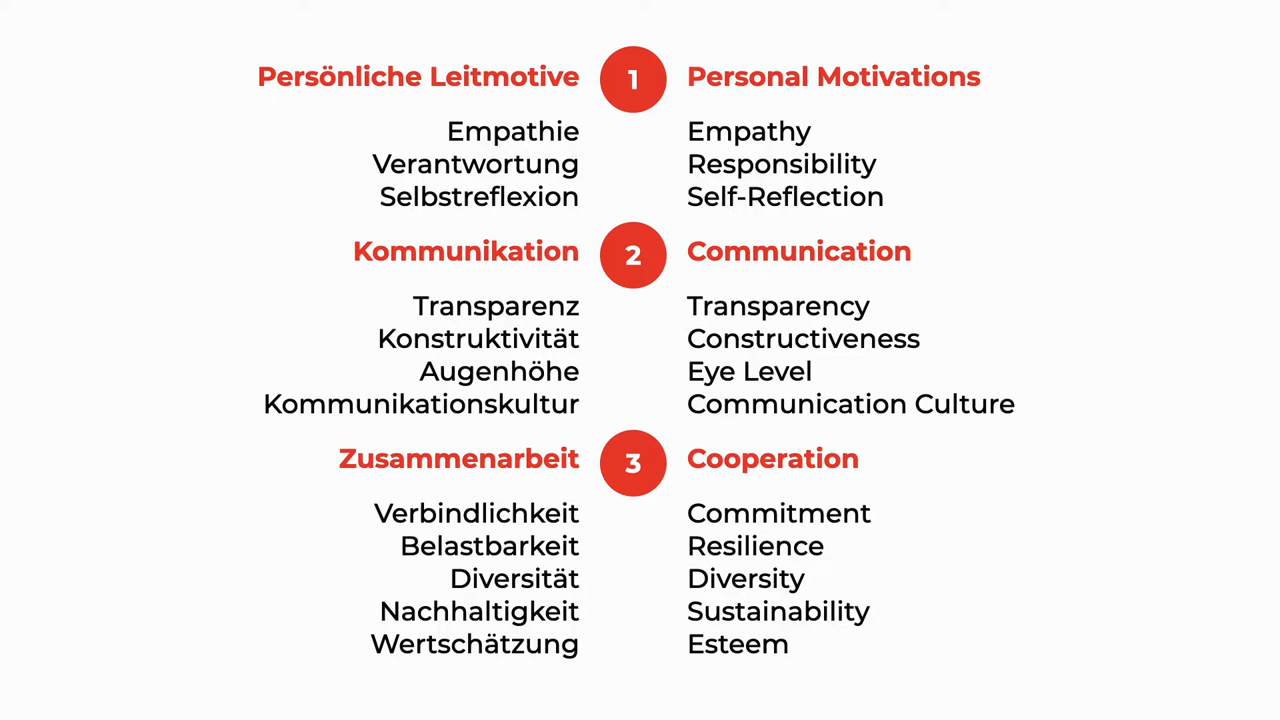 Persönliche Leitmotive 1 Personal Motivations
Empathie Empathy
Verantwortung Responsibility
Selbstreflexion Self-Reflection
Kommunikation 2 Communication
Transparenz Transparency
Konstruktivität Constructiveness
Augenhöhe Eye Level
Kommunikationskultur Communication Culture
Zusammenarbeit 3 Cooperation
Verbindlichkeit Commitment
Belastbarkeit Resilience
Diversität Diversity
Nachhaltigkeit Sustainability
Wertschätzung Esteem